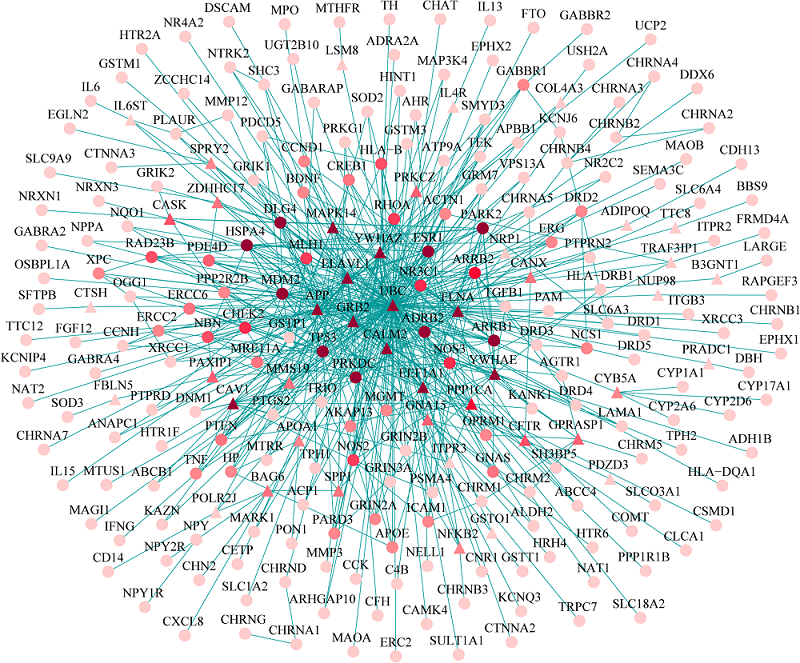 DSCAM
MPO
MTHFR
TH
CHAT
IL13
FTO
GABBR2
UCP2
NR4A2
HTR2A
NTRK2
UGT2B10
LSM8
ADRA2A
MAP3K4
EPHX2
GABBR1
USH2A
CHRNA4
DDX6
GSTM1
ZCCHC14
SHC3
GABARAP
HINT1
IL4R
COL4A3
CHRNA3
CHRNA2
IL6
IL6ST
MMP12
SOD2
AHR
SMYD3
KCNJ6
CHRNB2
EGLN2
PLAUR
PDCD5
PRKG1
GSTM3
TEK
APBB1
CHRNB4
MAOB
CDH13
CTNNA3
SPRY2
CCND1
CREB1
HLA−B
ATP9A
VPS13A
NR2C2
SEMA3C
SLC9A9
GRIK2
ZDHHC17
GRIK1
BDNF
PRKCZ
GRM7
DRD2
SLC6A4
BBS9
NRXN1
NRXN3
CASK
DLG4
MAPK14
RHOA
ACTN1
PARK2
CHRNA5
ADIPOQ
TTC8
ITPR2
FRMD4A
GABRA2
NPPA
NQO1
HSPA4
YWHAZ
ESR1
NRP1
ERG
PTPRN2
TRAF3IP1
LARGE
OSBPL1A
XPC
RAD23B
PDE4D
MLH1
ELAVL1
NR3C1
ARRB2
CANX
HLA−DRB1
NUP98
B3GNT1
RAPGEF3
SFTPB
CTSH
OGG1
PPP2R2B
MDM2
APP
UBC
FLNA
TGFB1
PAM
SLC6A3
ITGB3
CHRNB1
TTC12
FGF12
CCNH
ERCC6
ERCC2
NBN
CHEK2
GSTP1
GRB2
ADRB2
ARRB1
DRD3
NCS1
DRD1
XRCC3
EPHX1
KCNIP4
GABRA4
XRCC1
MRE11A
TP53
CALM2
NOS3
YWHAE
AGTR1
DRD5
PRADC1
DBH
NAT2
FBLN5
PAXIP1
MMS19
PRKDC
EEF1A1
PPP1CA
KANK1
DRD4
CYB5A
CYP1A1
CYP17A1
SOD3
PTPRD
DNM1
CAV1
PTGS2
TRIO
MGMT
GNA15
OPRM1
CFTR
GPRASP1
LAMA1
CYP2A6
CYP2D6
CHRNA7
ANAPC1
HTR1F
PTEN
APOA1
AKAP13
GRIN2B
ITPR3
SH3BP5
CHRM5
TPH2
ADH1B
IL15
MTUS1
ABCB1
TNF
HP
MTRR
TPH1
NOS2
GRIN3A
PSMA4
CHRM1
GNAS
CHRM2
PDZD3
HLA−DQA1
MAGI1
KAZN
POLR2J
BAG6
ACP1
SPP1
GRIN2A
ICAM1
GSTO1
ALDH2
ABCC4
SLCO3A1
CSMD1
IFNG
NPY
MARK1
PON1
PARD3
APOE
NFKB2
HTR6
COMT
CLCA1
CD14
NPY2R
CHN2
CETP
MMP3
NELL1
CNR1
GSTT1
HRH4
PPP1R1B
NPY1R
SLC1A2
CHRND
CCK
C4B
CHRNB3
KCNQ3
NAT1
CXCL8
CHRNG
CHRNA1
ARHGAP10
CFH
CAMK4
CTNNA2
TRPC7
SLC18A2
MAOA
ERC2
SULT1A1